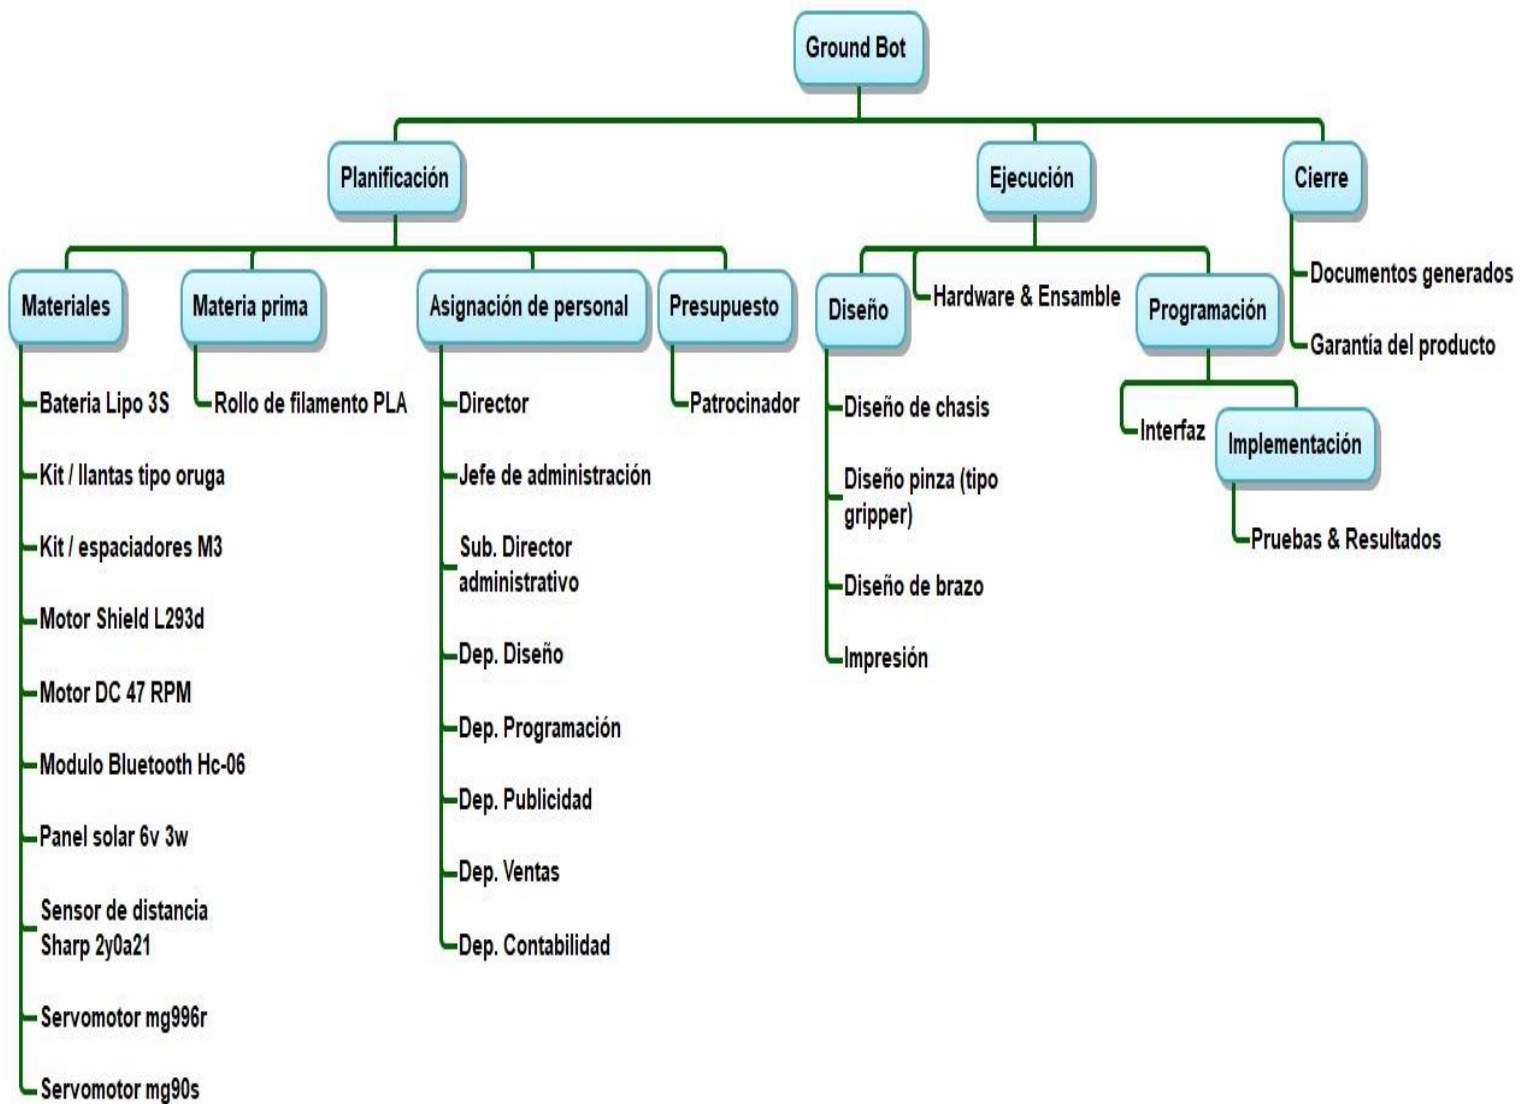 Ground Bot
Planificación
Ejecución
Cierre
Materiales
Materia prima
Asignación de personal
Presupuesto
Diseño
Hardware & Ensamble
Programación
Documentos generados
Garantía del producto
Bateria Lipo 3S
Kit / llantas tipo oruga
Kit / espaciadores M3
Motor Shield L293d
Motor DC 47 RPM
Modulo Bluetooth Hc-06
Panel solar 6v 3w
Sensor de distancia
Sharp 2y0a21
Servomotor mg996r
Servomotor mg90s
Rollo de filamento PLA
Director
Jefe de administración
Sub. Director
administrativo
Dep. Diseño
Dep. Programación
Dep. Publicidad
Dep. Ventas
Dep. Contabilidad
Patrocinador
Diseño de chasis
Diseño pinza (tipo
gripper)
Diseño de brazo
Impresión
Interfaz
Implementación
Pruebas & Resultados